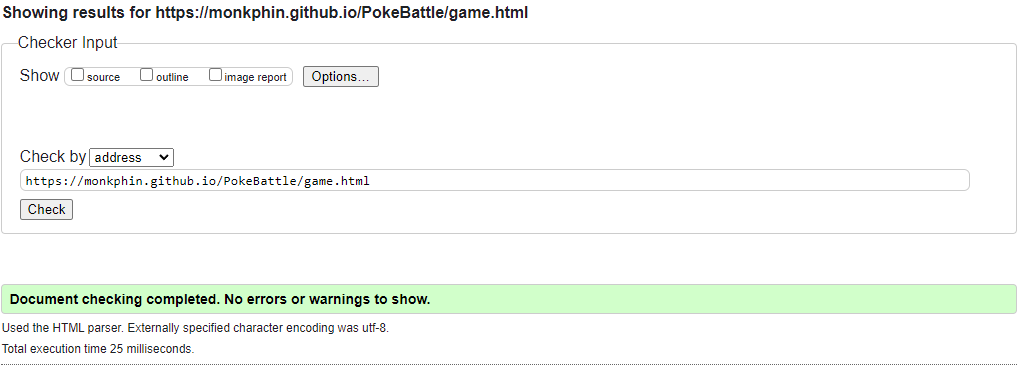 Showing results for https://monkphin.github.io/PokeBattle/game.html
Checker Input
Show source outline image report Options...
Check by address
https://monkphin.github.io/PokeBattle/game.html
Check
Document checking completed. No errors or warnings to show.
Used the HTML parser. Externally specified character encoding was utf-8.
Total execution time 25 milliseconds.